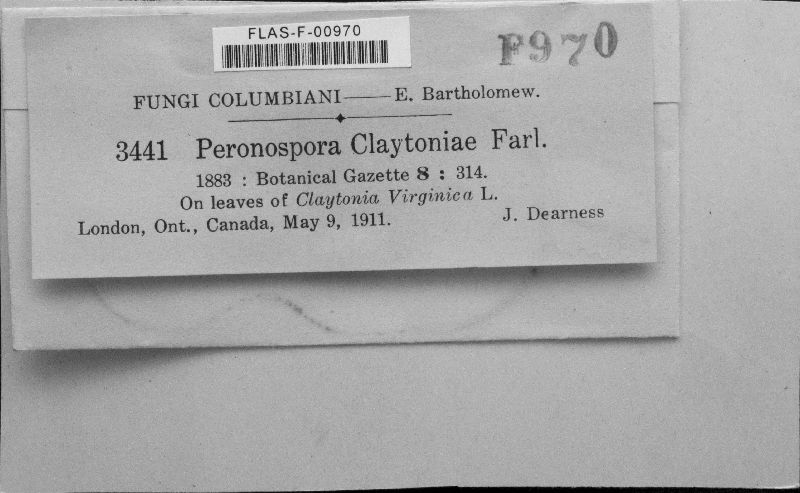 FLAS-F-00970
F970
FUNGI COLUMBIANI——E. Bartholomew.
3441 Peronospora Claytoniae Farl.
1883 : Botanical Gazette 8 : 314.
On leaves of Claytonia Virginica L.
London, Ont., Canada, May 9, 1911. J. Dearness